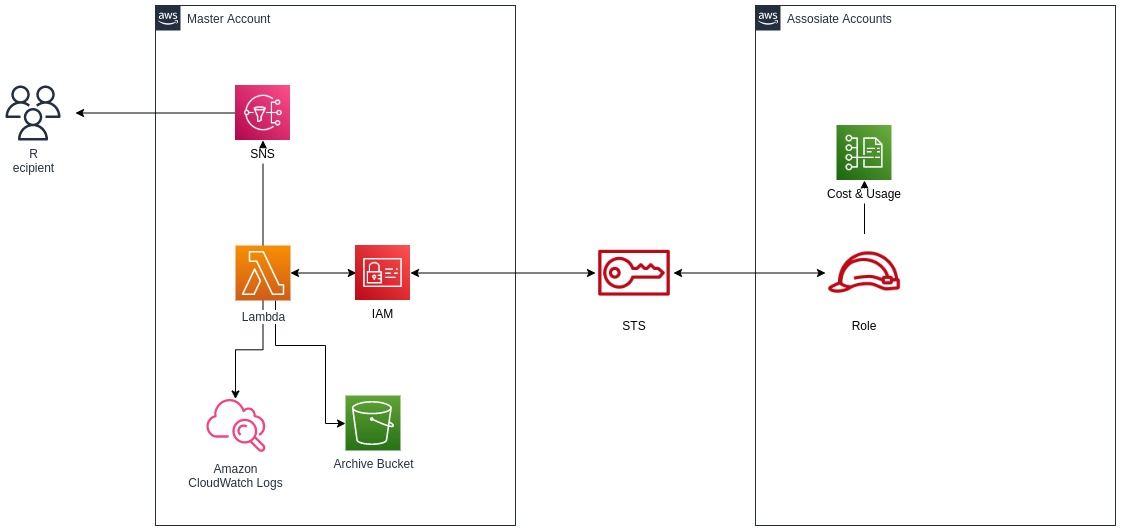 aws Master Account
aws Assosiate Accounts
SNS
R
ecipient
Cost & Usage
Lambda
IAM
STS
Role
Amazon
CloudWatch Logs
Archive Bucket